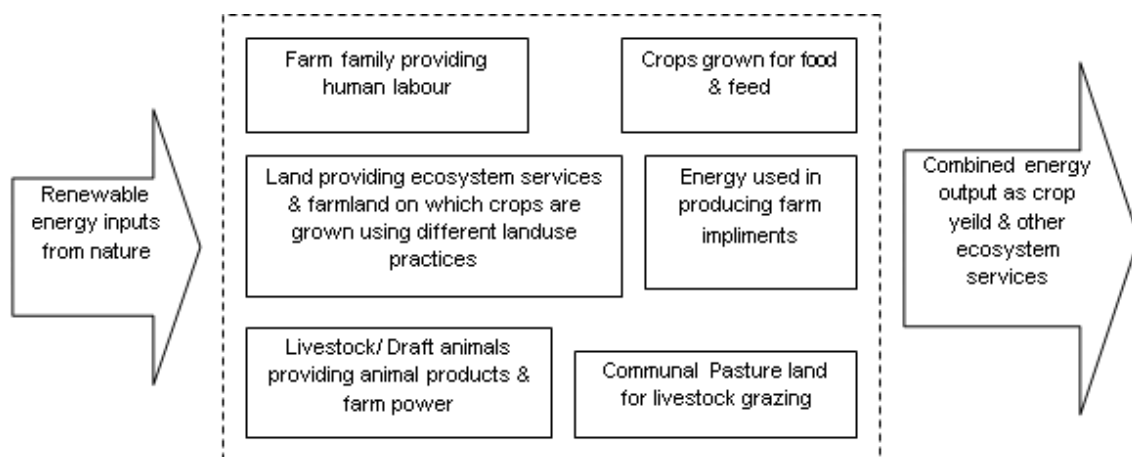 Renewable
energy inputs
from nature
Farm family providing
human labour
Crops grown for food
& feed
Land providing ecosystem services
& farmland on which crops are
grown using different landuse
practices
Energy used in
producing farm
impliments
Livestock/ Draft animals
providing animal products &
farm power
Communal Pasture land
for livestock grazing
Combined energy
output as crop
yeild & other
ecosystem
services